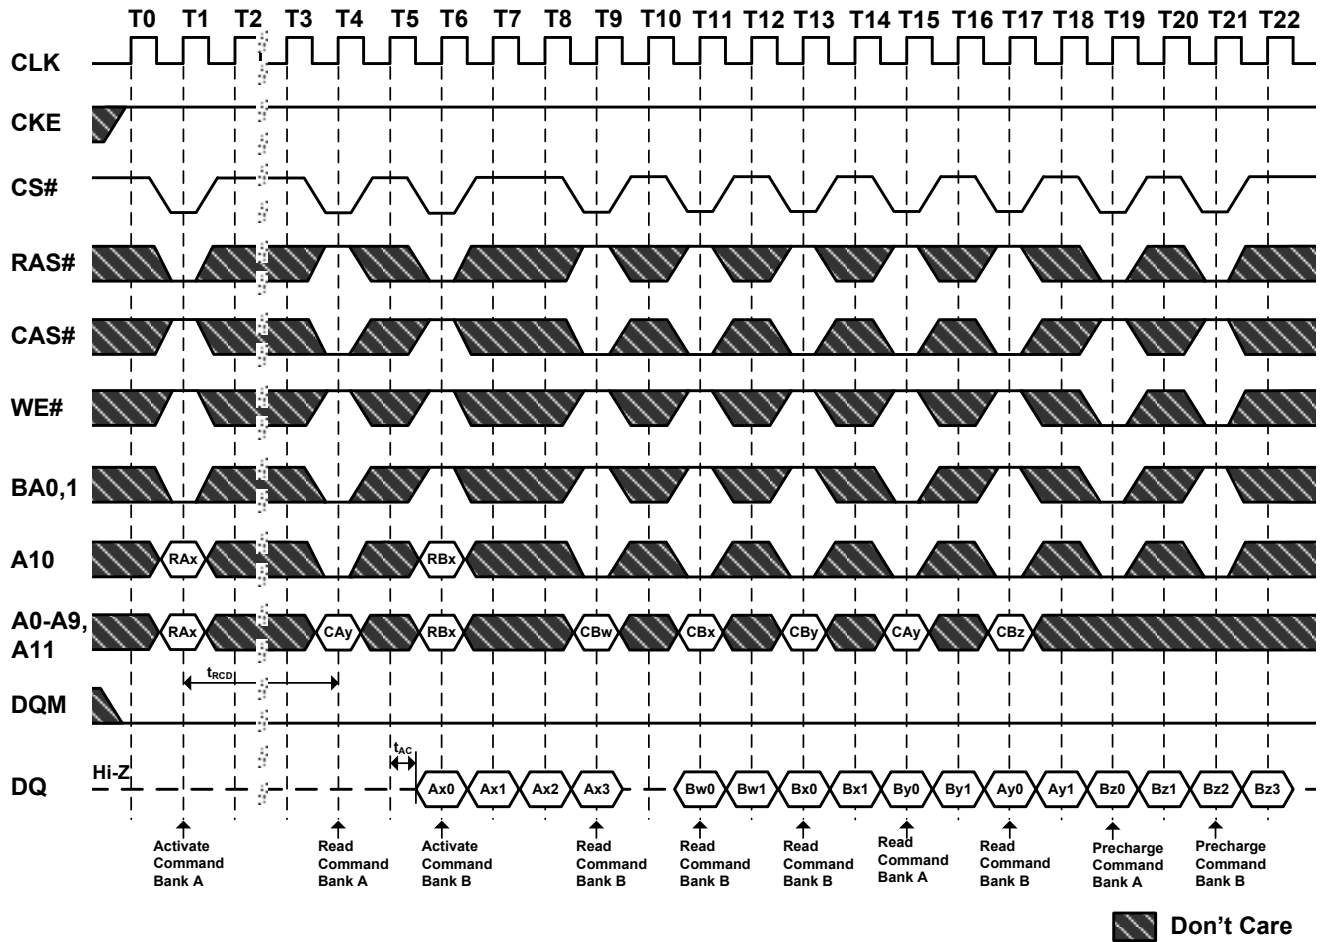 T0 T1 T2 T3 T4 T5 T6 T7 T8 T9 T10 T11 T12 T13 T14 T15 T16 T17 T18 T19 T20 T21 T22
CLK
CKE
CS#
RAS#
CAS#
WE#
BA0,1
A10
RAx RBx
A0-A9,
A11
RAx CAy RBx CBw CBx CBy CAy CBz
tRCD
DQM
tAC
Hi-Z
DQ
Ax0 Ax1 Ax2 Ax3 Bw0 Bw1 Bx0 Bx1 By0 By1 Ay0 Ay1 Bz0 Bz1 Bz2 Bz3
Activate
Command
Bank A
Read
Command
Bank A
Activate
Command
Bank B
Read
Command
Bank B
Read
Command
Bank B
Read
Command
Bank B
Read
Command
Bank A
Read
Command
Bank B
Precharge
Command
Bank A
Precharge
Command
Bank B
Don't Care